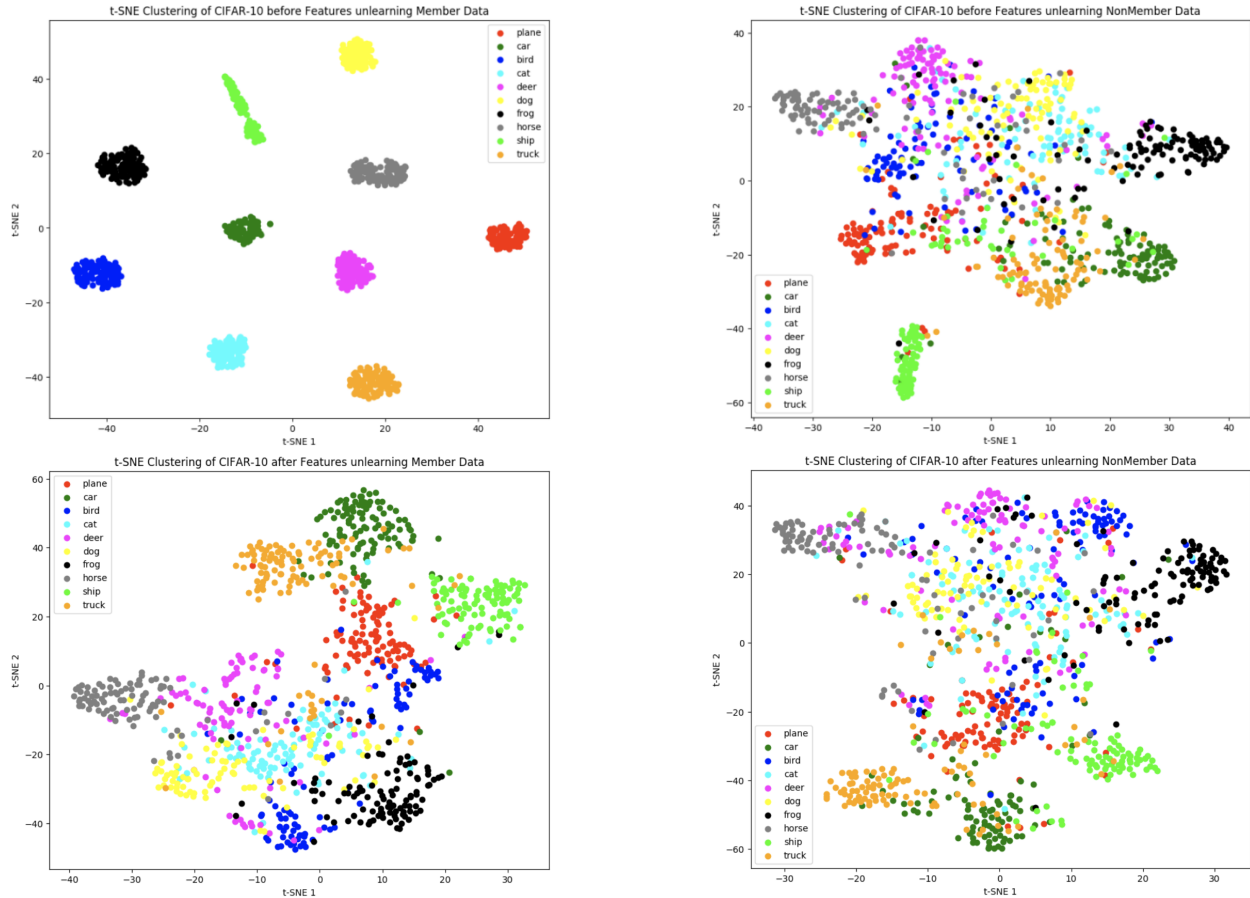 t-SNE Clustering of CIFAR-10 before Features unlearning Member Data
plane
car
bird
cat
deer
dog
frog
horse
ship
truck
40
20
0
−20
−40
t-SNE 2
−40
−20
0
20
40
t-SNE 1
t-SNE Clustering of CIFAR-10 before Features unlearning NonMember Data
40
20
0
−20
−40
−60
t-SNE 2
plane
car
bird
cat
deer
dog
frog
horse
ship
truck
−40
−30
−20
−10
0
10
20
30
40
t-SNE 1
t-SNE Clustering of CIFAR-10 after Features unlearning Member Data
plane
car
bird
cat
deer
dog
frog
horse
ship
truck
60
40
20
0
−20
−40
t-SNE 2
−40
−30
−20
−10
0
10
20
30
t-SNE 1
t-SNE Clustering of CIFAR-10 after Features unlearning NonMember Data
40
20
0
−20
−40
−60
t-SNE 2
plane
car
bird
cat
deer
dog
frog
horse
ship
truck
−30
−20
−10
0
10
20
30
t-SNE 1